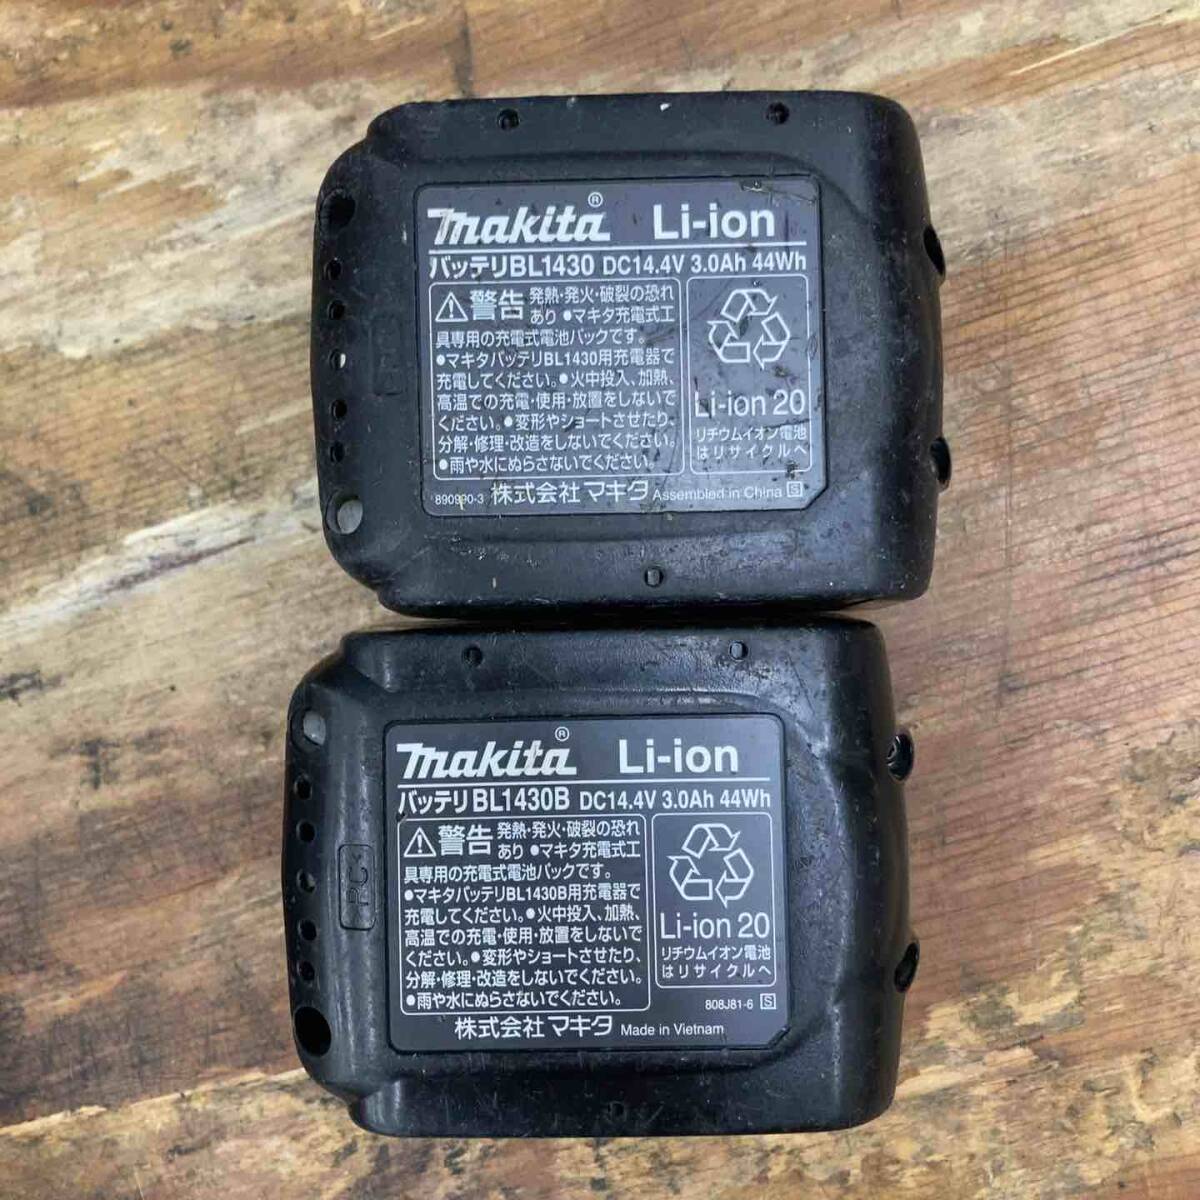 makita® Li-ion
バッテリBL1430 DC14.4V 3.0Ah 44Wh
⚠警告 発熱・発火・破裂の恐れ
あり ●マキタ充電式工
具専用の充電式電池パックです。
●マキタバッテリBL1430用充電器で
充電してください。●火中投入、加熱、
高温での充電・使用・放置をしないで
ください。●変形やショートさせたり、
分解・修理・改造をしないでください。
●雨や水にぬらさないでください。
Li-ion 20
リチウムイオン電池
はリサイクルへ
890990-3 株式会社 マキタ Assembled in China S
makita® Li-ion
バッテリBL1430B DC14.4V 3.0Ah 44Wh
⚠警告 発熱・発火・破裂の恐れ
あり ●マキタ充電式工
具専用の充電式電池パックです。
●マキタバッテリBL1430B用充電器で
充電してください。●火中投入、加熱、
高温での充電・使用・放置をしないで
ください。●変形やショートさせたり、
分解・修理・改造をしないでください。
●雨や水にぬらさないでください。
Li-ion 20
リチウムイオン電池
はリサイクルへ
808J81-6 S
株式会社 マキタ Made in Vietnam